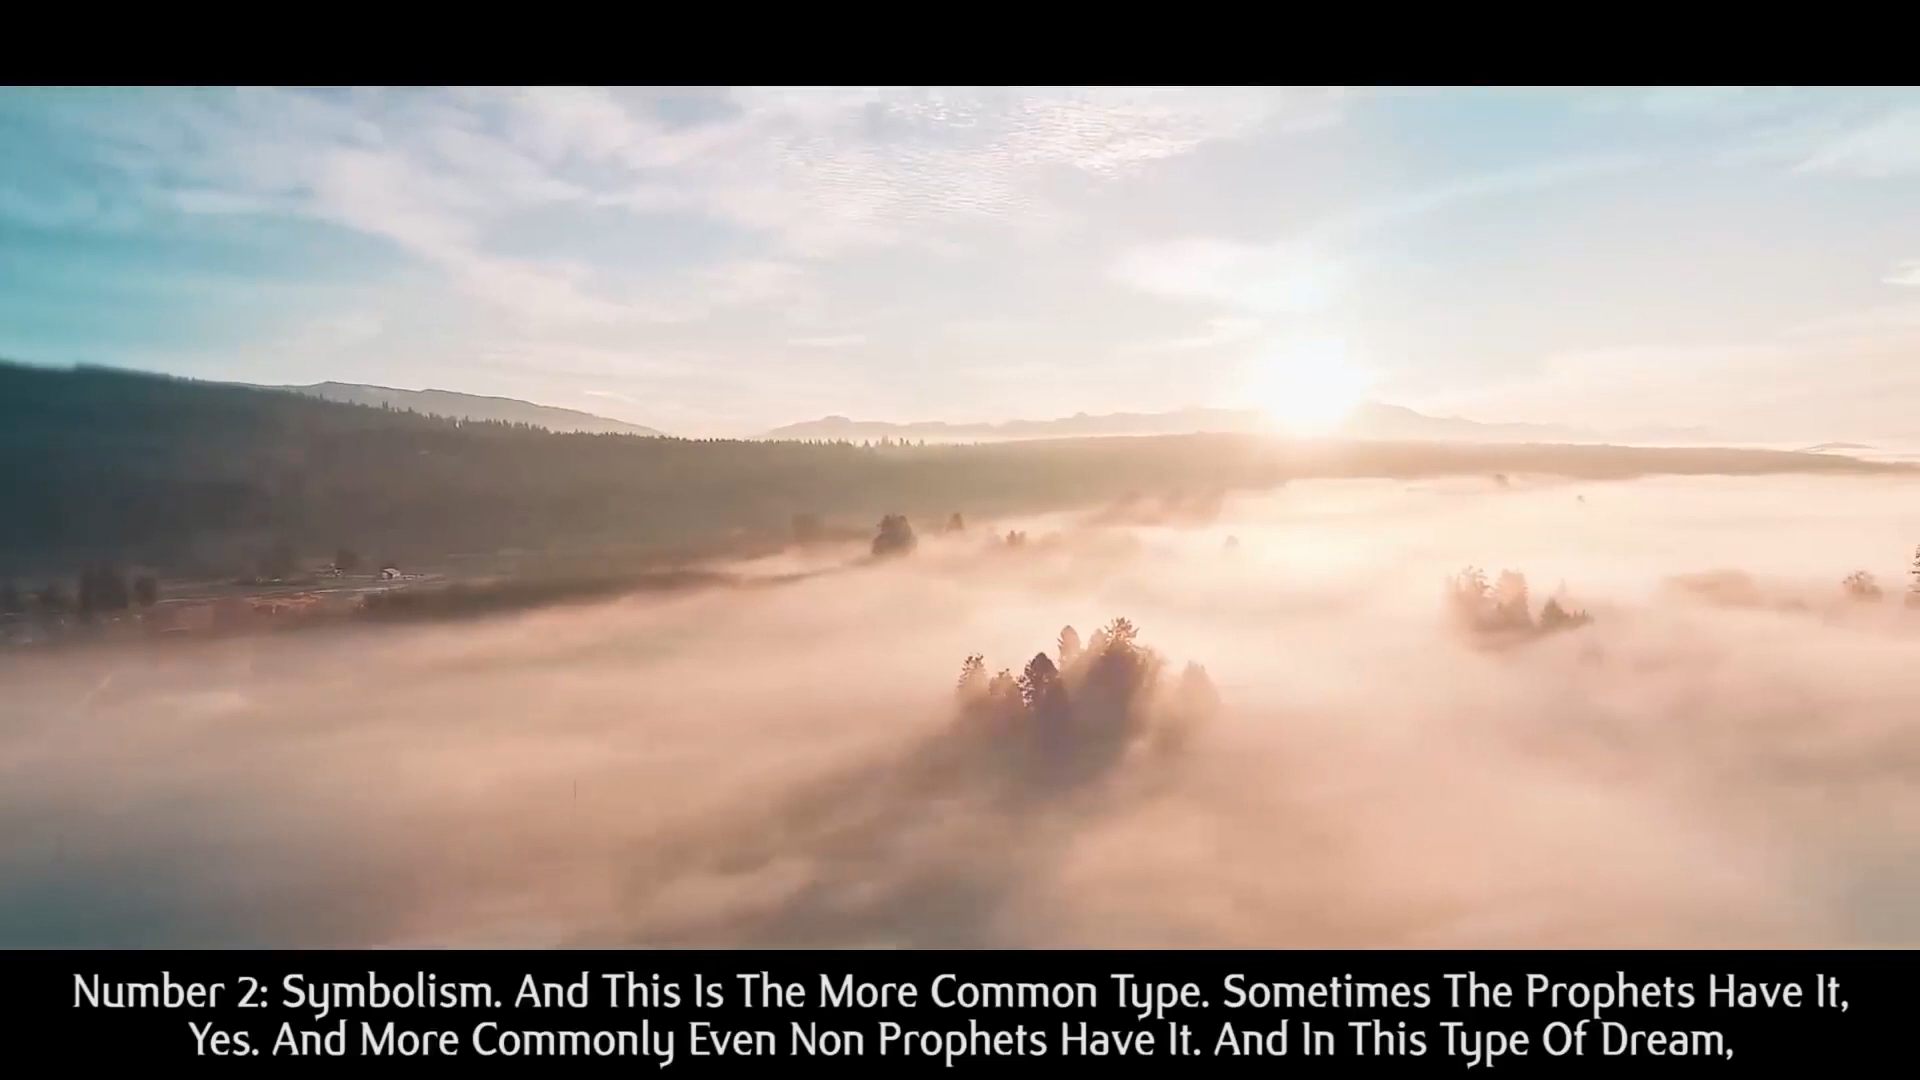 Number 2: Symbolism. And This Is The More Common Type. Sometimes The Prophets Have It,
Yes. And More Commonly Even Non Prophets Have It. And In This Type Of Dream,